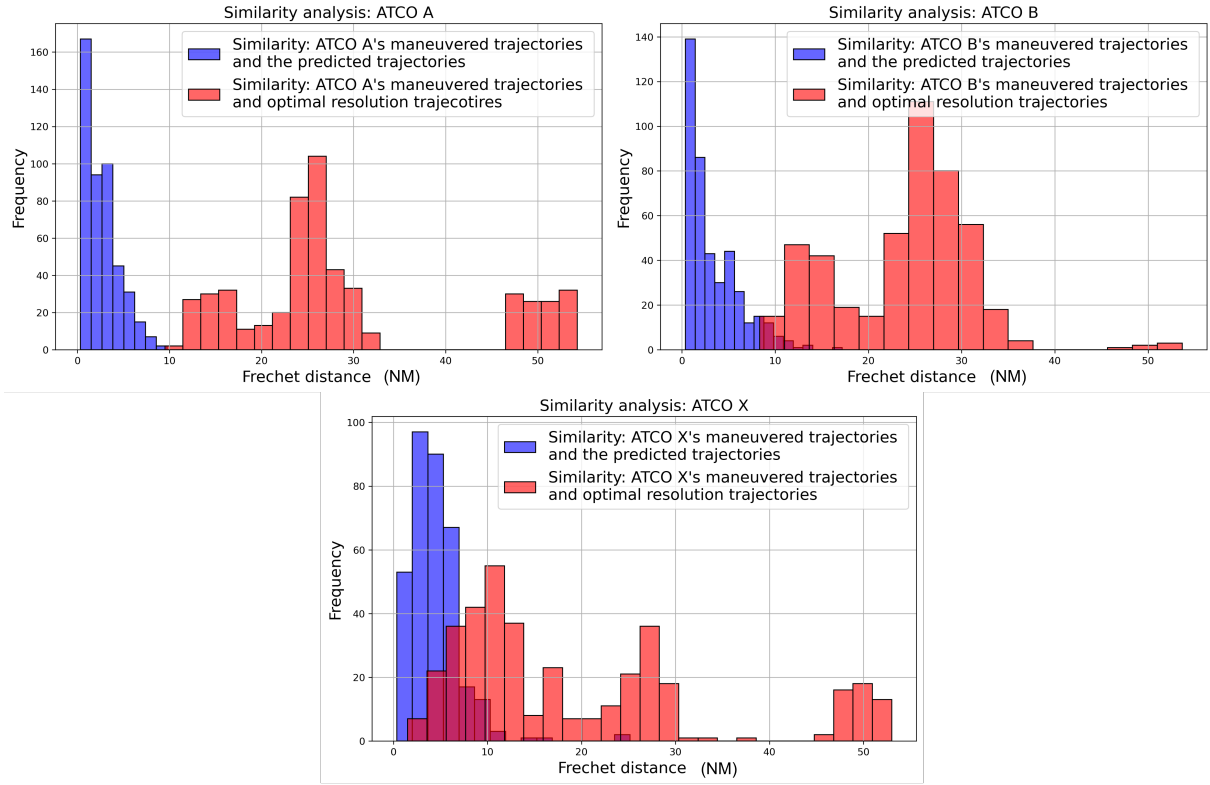 Similarity analysis: ATCO A
Similarity: ATCO A's maneuvered trajectories
and the predicted trajectories
Similarity: ATCO A's maneuvered trajectories
and optimal resolution trajecotires
Frequency
160
140
120
100
80
60
40
20
0
0 10 20 30 40 50
Frechet distance (NM)
Similarity analysis: ATCO B
Similarity: ATCO B's maneuvered trajectories
and the predicted trajectories
Similarity: ATCO B's maneuvered trajectories
and optimal resolution trajectories
Frequency
140
120
100
80
60
40
20
0
0 10 20 30 40 50
Frechet distance (NM)
Similarity analysis: ATCO X
Similarity: ATCO X's maneuvered trajectories
and the predicted trajectories
Similarity: ATCO X's maneuvered trajectories
and optimal resolution trajectories
Frequency
100
80
60
40
20
0
0 10 20 30 40 50
Frechet distance (NM)